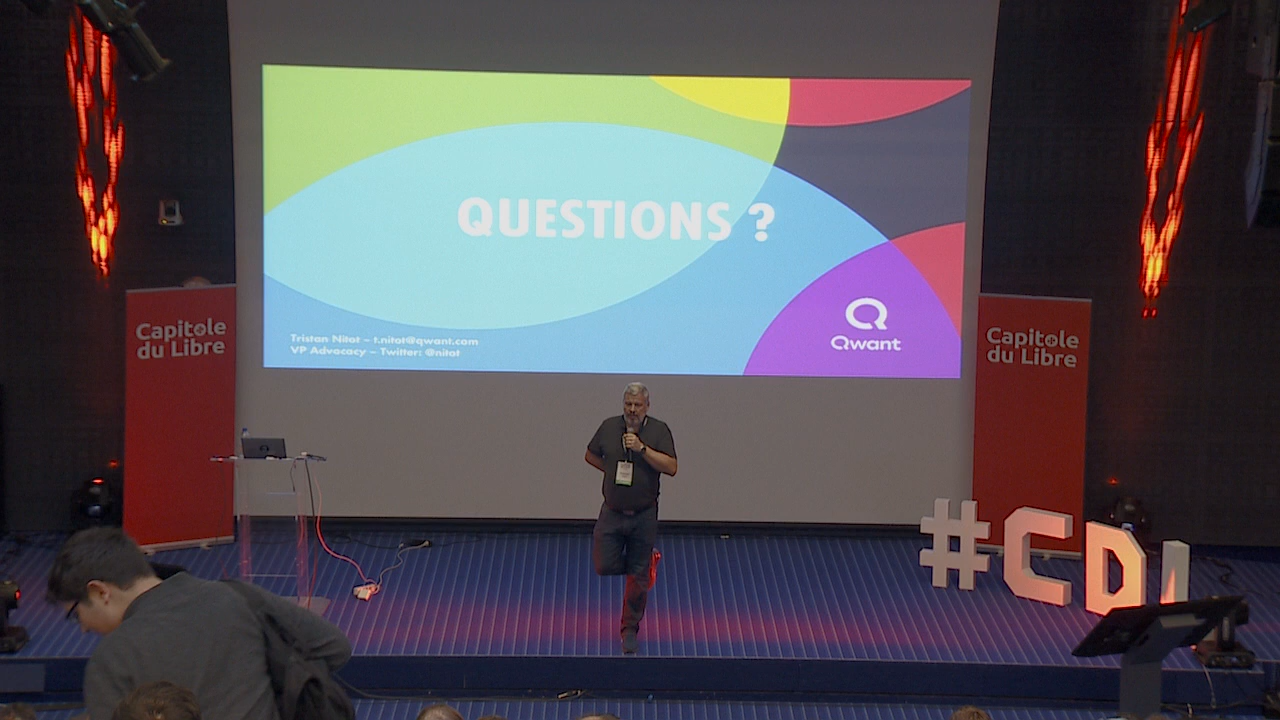 QUESTIONS ?
Tristan Nitot – t.nitot@qwant.com
VP Advocacy – Twitter: @nitot
Qwant
Capitole
du Libre
Capitole
du Libre
#CDL